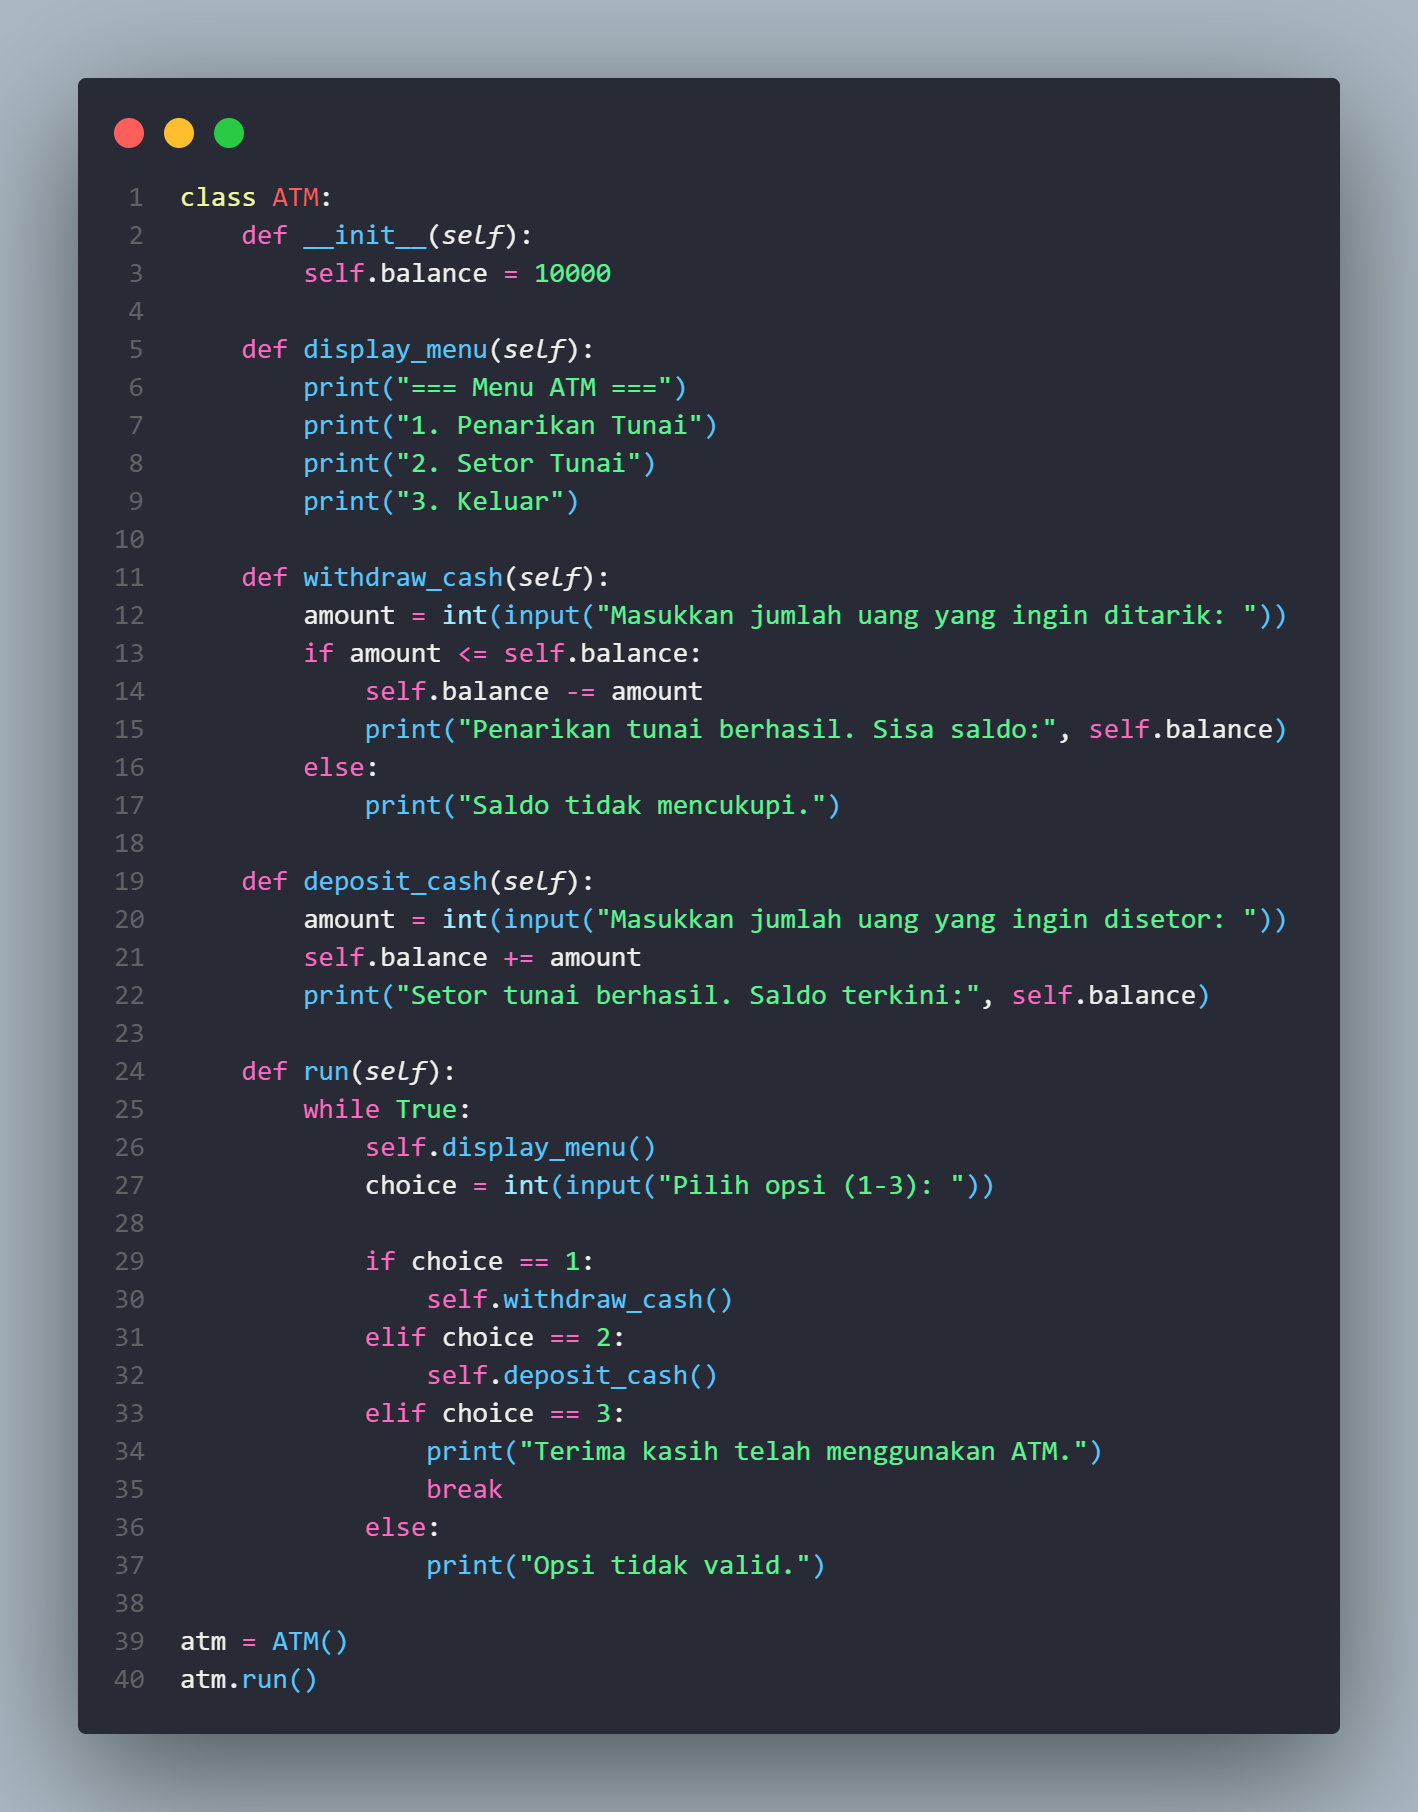 1 class ATM:
2     def __init__(self):
3         self.balance = 10000
4
5     def display_menu(self):
6         print("=== Menu ATM ===")
7         print("1. Penarikan Tunai")
8         print("2. Setor Tunai")
9         print("3. Keluar")
10
11     def withdraw_cash(self):
12         amount = int(input("Masukkan jumlah uang yang ingin ditarik: "))
13         if amount <= self.balance:
14             self.balance -= amount
15             print("Penarikan tunai berhasil. Sisa saldo:", self.balance)
16         else:
17             print("Saldo tidak mencukupi.")
18
19     def deposit_cash(self):
20         amount = int(input("Masukkan jumlah uang yang ingin disetor: "))
21         self.balance += amount
22         print("Setor tunai berhasil. Saldo terkini:", self.balance)
23
24     def run(self):
25         while True:
26             self.display_menu()
27             choice = int(input("Pilih opsi (1-3): "))
28
29             if choice == 1:
30                 self.withdraw_cash()
31             elif choice == 2:
32                 self.deposit_cash()
33             elif choice == 3:
34                 print("Terima kasih telah menggunakan ATM.")
35                 break
36             else:
37                 print("Opsi tidak valid.")
38
39 atm = ATM()
40 atm.run()